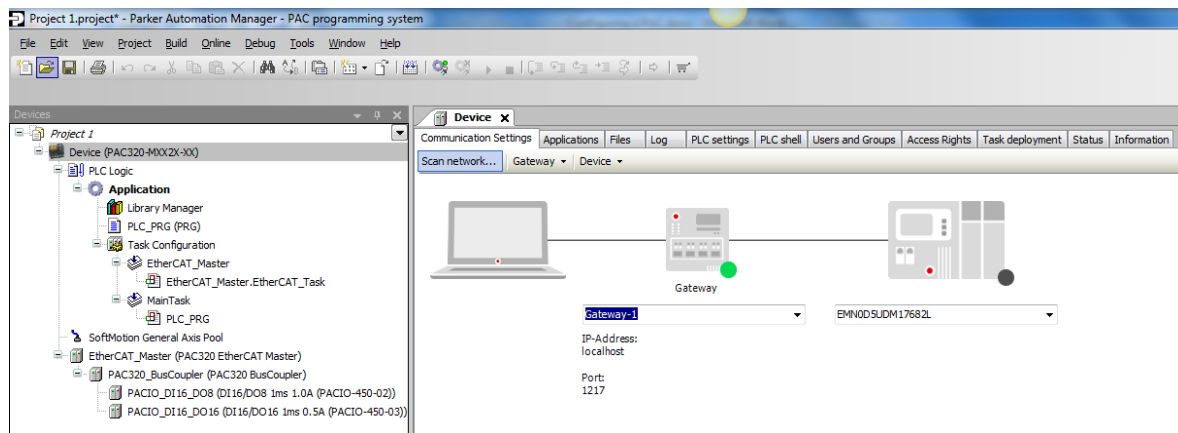 Project 1.project* - Parker Automation Manager - PAC programming system
File Edit View Project Build Online Debug Tools Window Help
Devices
Project 1
Device (PAC320-MXX2X-XX)
PLC Logic
Application
Library Manager
PLC_PRG (PRG)
Task Configuration
EtherCAT_Master
EtherCAT_Master.EtherCAT_Task
MainTask
PLC_PRG
SoftMotion General Axis Pool
EtherCAT_Master (PAC320 EtherCAT Master)
PAC320_BusCoupler (PAC320 BusCoupler)
PACIO_DI16_DO8 (DI16/DO8 1ms 1.0A (PACIO-450-02))
PACIO_DI16_DO16 (DI16/DO16 1ms 0.5A (PACIO-450-03))
Device
Communication Settings Applications Files Log PLC settings PLC shell Users and Groups Access Rights Task deployment Status Information
Scan network... Gateway Device
Gateway
Gateway-1 EMN0D5UDM17682L
IP-Address:
localhost
Port:
1217